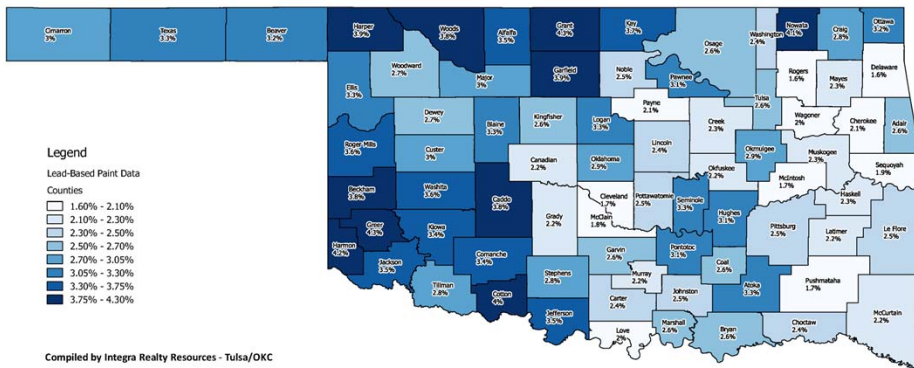 Cimarron
3%
Texas
3.3%
Beaver
3.2%
Harper
3.9%
Woods
3.8%
Alfalfa
3.5%
Grant
4.3%
Kay
3.7%
Osage
2.6%
Washington
2.4%
Nowata
4.1%
Craig
2.8%
Ottawa
3.2%
Woodward
2.7%
Major
3%
Garfield
3.9%
Noble
2.5%
Pawnee
3.1%
Rogers
1.6%
Mayes
2.3%
Delaware
1.6%
Ellis
3.3%
Dewey
2.7%
Blaine
3.3%
Kingfisher
2.6%
Logan
3.3%
Payne
2.1%
Creek
2.3%
Tulsa
2.6%
Wagoner
2%
Cherokee
2.1%
Adair
2.6%
Roger Mills
3.6%
Custer
3%
Canadian
2.2%
Oklahoma
2.9%
Lincoln
2.4%
Okfuskee
2.2%
Okmulgee
2.9%
Muskogee
2.3%
McIntosh
1.7%
Sequoyah
1.9%
Beckham
3.8%
Washita
3.6%
Caddo
3.8%
Grady
2.2%
Cleveland
1.7%
McClain
1.8%
Pottawatomie
2.5%
Seminole
3.3%
Hughes
3.1%
Haskell
2.3%
Pittsburg
2.5%
Latimer
2.2%
Le Flore
2.5%
Harmon
4.2%
Greer
4.3%
Kiowa
3.4%
Jackson
3.5%
Comanche
3.4%
Tillman
2.8%
Cotton
4%
Stephens
2.8%
Jefferson
3.5%
Garvin
2.6%
Murray
2.2%
Carter
2.4%
Love
2%
Pontotoc
3.1%
Johnston
2.5%
Marshall
2.6%
Coal
2.6%
Atoka
3.3%
Bryan
2.6%
Pushmataha
1.7%
Choctaw
2.4%
McCurtain
2.2%
Legend
Lead-Based Paint Data
Counties
1.60% - 2.10%
2.10% - 2.30%
2.30% - 2.50%
2.50% - 2.70%
2.70% - 3.05%
3.05% - 3.30%
3.30% - 3.75%
3.75% - 4.30%
Compiled by Integra Realty Resources - Tulsa/OKC